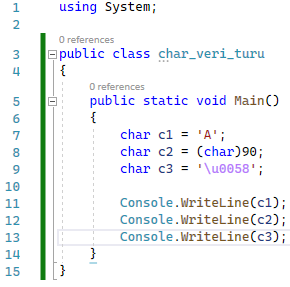 1 using System;
2
0 references
3 public class char_veri_turu
4 {
0 references
5 public static void Main()
6 {
7 char c1 = 'A';
8 char c2 = (char)90;
9 char c3 = '\u0058';
10
11 Console.WriteLine(c1);
12 Console.WriteLine(c2);
13 Console.WriteLine(c3);
14 }
15 }